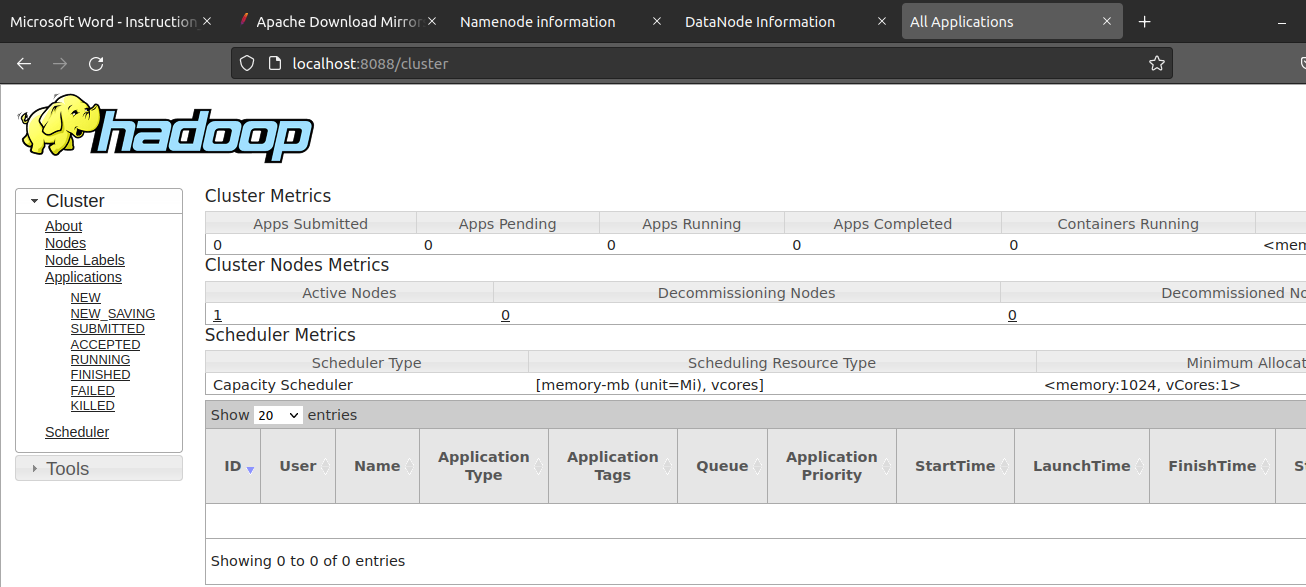 Microsoft Word - Instruction
Apache Download Mirror
Namenode information
DataNode Information
All Applications
localhost:8088/cluster
hadoop
Cluster
About
Nodes
Node Labels
Applications
NEW
NEW_SAVING
SUBMITTED
ACCEPTED
RUNNING
FINISHED
FAILED
KILLED
Scheduler
Tools
Cluster Metrics
Apps Submitted Apps Pending Apps Running Apps Completed Containers Running
0 0 0 0 0 <mem
Cluster Nodes Metrics
Active Nodes Decommissioning Nodes Decommissioned No
1 0 0
Scheduler Metrics
Scheduler Type Scheduling Resource Type Minimum Allocat
Capacity Scheduler [memory-mb (unit=Mi), vcores] <memory:1024, vCores:1>
Show 20 entries
ID User Name Application Type Application Tags Queue Application Priority StartTime LaunchTime FinishTime
Showing 0 to 0 of 0 entries